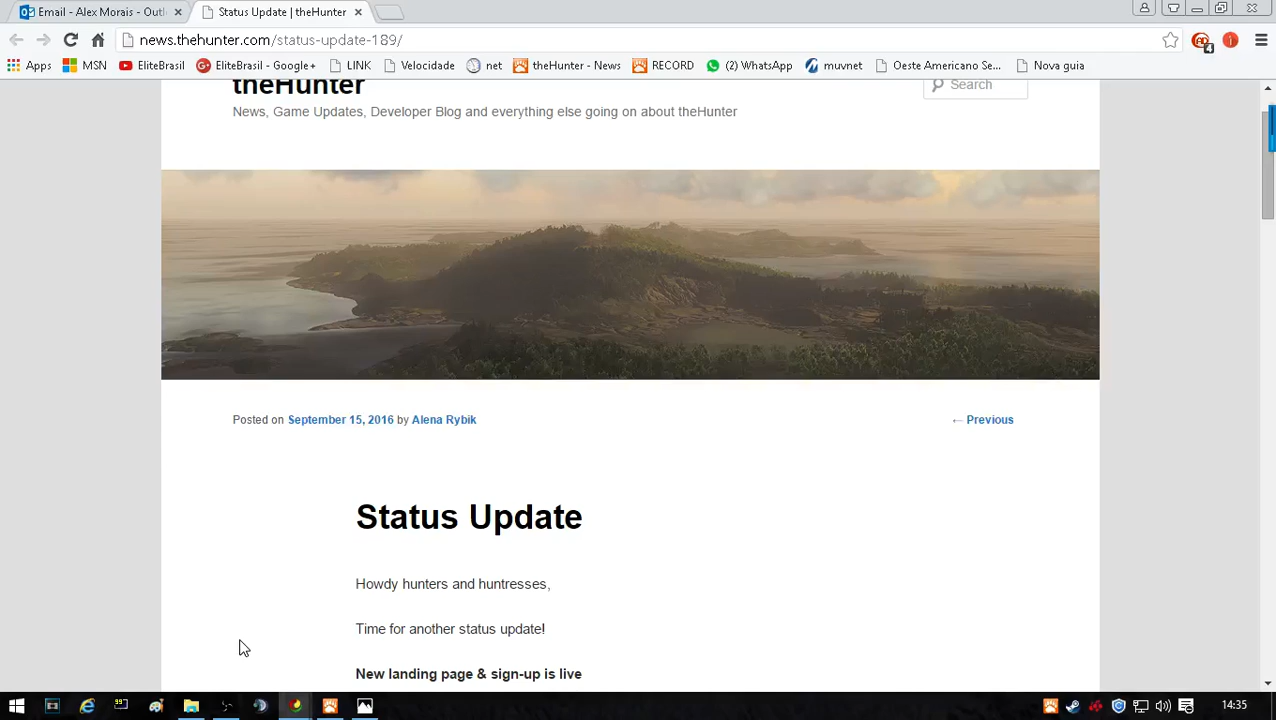 Email - Alex Morais - Outl
Status Update | theHunter
news.thehunter.com/status-update-189/
Apps
MSN
EliteBrasil
EliteBrasil - Google+
LINK
Velocidade
net
theHunter - News
RECORD
(2) WhatsApp
muvnet
Oeste Americano Se...
Nova guia
4
theHunter
Search
News, Game Updates, Developer Blog and everything else going on about theHunter
Posted on September 15, 2016 by Alena Rybik
← Previous
Status Update
Howdy hunters and huntresses,
Time for another status update!
New landing page & sign-up is live
14:35